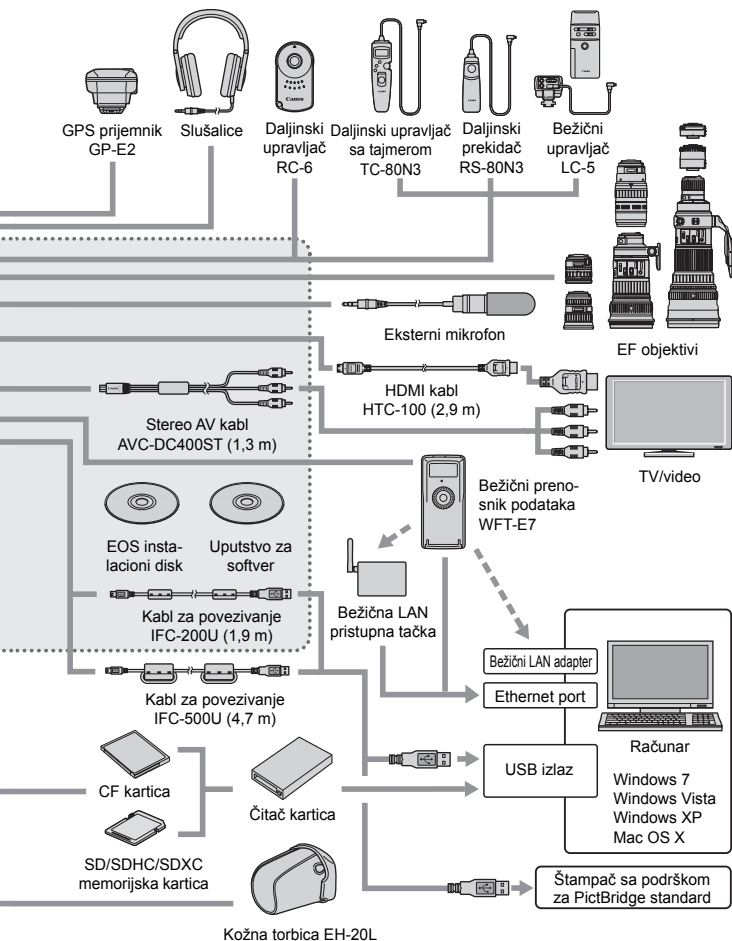 GPS prijemnik
GP-E2
Slušalice
Daljinski
upravljač
RC-6
Daljinski upravljač
sa tajmerom
TC-80N3
Daljinski
prekidač
RS-80N3
Bežični
upravljač
LC-5
Canon
Eksterni mikrofon
EF objektivi
HDMI kabl
HTC-100 (2,9 m)
Stereo AV kabl
AVC-DC400ST (1,3 m)
TV/video
Bežični preno-
snik podataka
WFT-E7
EOS insta-
lacioni disk
Uputstvo za
softver
Bežična LAN
pristupna tačka
Kabl za povezivanje
IFC-200U (1,9 m)
Bežični LAN adapter
Ethernet port
Kabl za povezivanje
IFC-500U (4,7 m)
Računar
USB izlaz
Windows 7
Windows Vista
Windows XP
Mac OS X
CF kartica
Čitač kartica
SD/SDHC/SDXC
memorijska kartica
Štampač sa podrškom
za PictBridge standard
Kožna torbica EH-20L